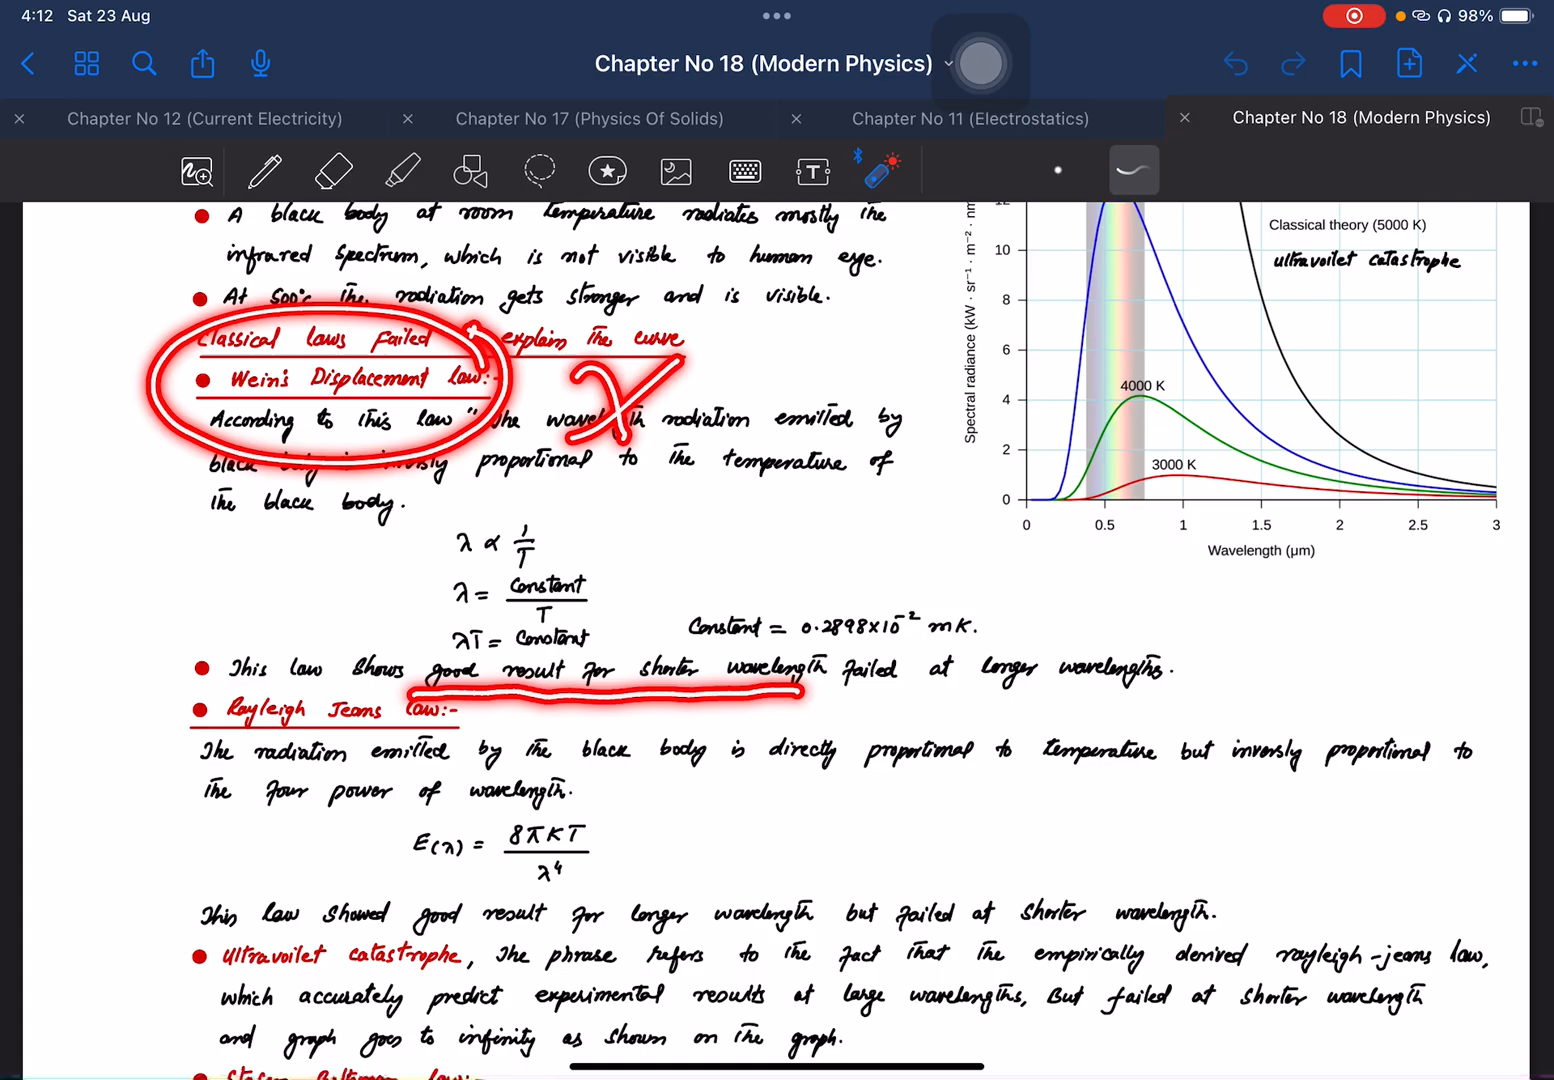 4:12 Sat 23 Aug
98%
Chapter No 18 (Modern Physics)
Chapter No 12 (Current Electricity)
Chapter No 17 (Physics Of Solids)
Chapter No 11 (Electrostatics)
Chapter No 18 (Modern Physics)
T
A black body at room temperature radiates mostly the
infrared spectrum, which is not visible to human eye.
At 500°c the radiation gets stronger and is visible.
Classical laws Failed explain the curve
Wein's Displacement law:-
According to this law "the radiation emitted by
black body proportional to the temperature of
the black body.
λ ∝ 1/T
λ = Constant/T
λT = Constant
Constant = 0.2898×10⁻² mK.
This law shows good result for shorter wavelength failed at longer wavelengths.
Rayleigh Jeans law:-
The radiation emitted by the black body is directly proportional to temperature but inversly proportional to
the four power of wavelength.
E(λ) = 8πKT/λ⁴
This law showed good result for longer wavelength but failed at shorter wavelength.
Ultravoilet catastrophe, The phrase refers to the fact that the empirically derived rayleigh-jeans law,
which accurately predict experimental results at large wavelengths, But failed at shorter wavelength
and graph goes to infinity as shown on the graph.
Spectral radiance (kW · sr⁻¹ · m⁻² · nm
12
10
8
6
4
2
0
Classical theory (5000 K)
ultravoilet catastrophe
4000 K
3000 K
0 0.5 1 1.5 2 2.5 3
Wavelength (μm)